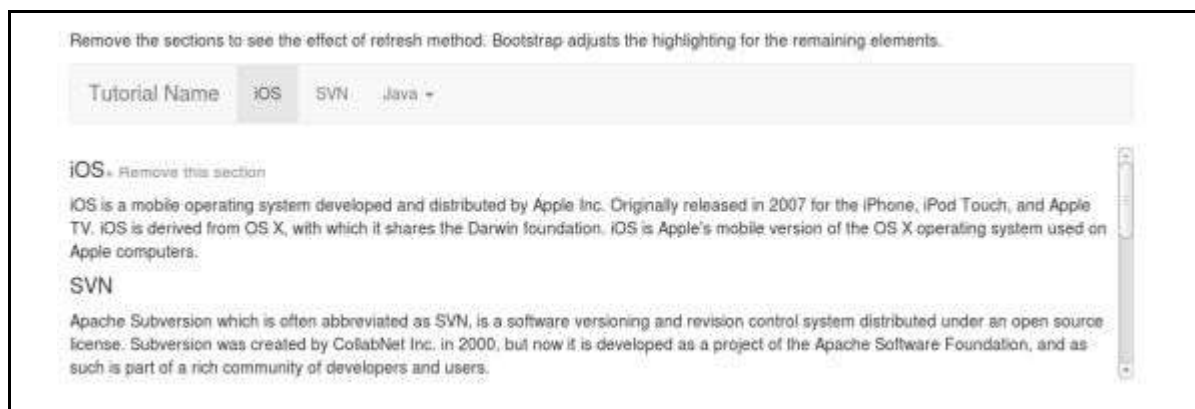 Remove the sections to see the effect of refresh method. Bootstrap adjusts the highlighting for the remaining elements.
Tutorial Name iOS SVN Java
iOS Remove this section
iOS is a mobile operating system developed and distributed by Apple Inc. Originally released in 2007 for the iPhone, iPod Touch, and Apple
TV. iOS is derived from OS X, with which it shares the Darwin foundation. iOS is Apple's mobile version of the OS X operating system used on
Apple computers.
SVN
Apache Subversion which is often abbreviated as SVN, is a software versioning and revision control system distributed under an open source
license. Subversion was created by CollabNet Inc. in 2000, but now it is developed as a project of the Apache Software Foundation, and as
such is part of a rich community of developers and users.